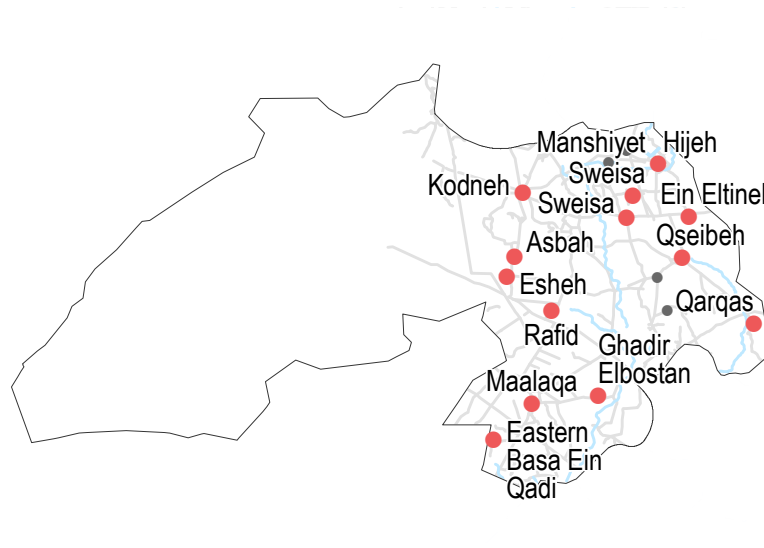 Manshiyet Hijeh
Sweisa
Kodneh
Sweisa
Ein Eltineh
Qseibeh
Asbah
Esheh
Qarqas
Rafid
Ghadir
Elbostan
Maalaqa
Eastern
Basa Ein
Qadi